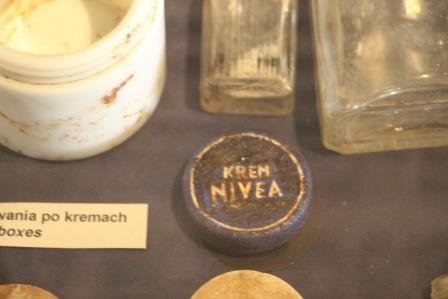 KREM
NIVEA
wania po kremach
boxes